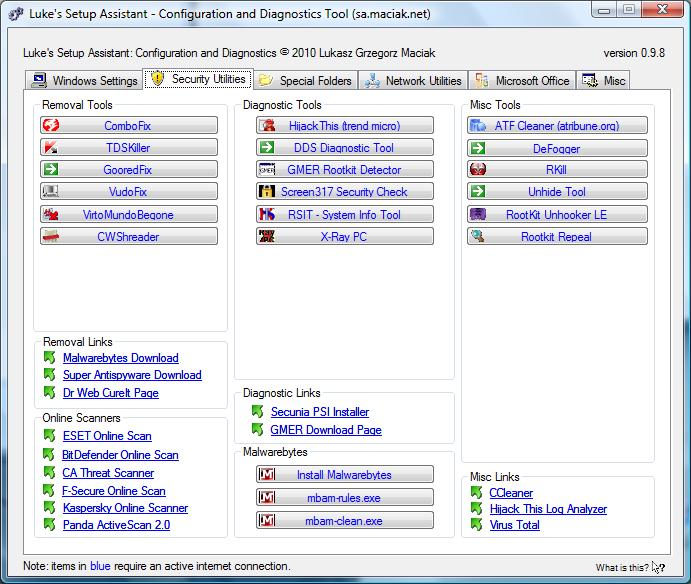 Luke's Setup Assistant - Configuration and Diagnostics Tool (sa.maciak.net)
Luke's Setup Assistant: Configuration and Diagnostics © 2010 Lukasz Grzegorz Maciak
version 0.9.8
Windows Settings
Security Utilities
Special Folders
Network Utilities
Microsoft Office
Misc
Removal Tools
ComboFix
TDSKiller
GooredFix
VudoFix
VirtoMundoBegone
CWShreader
Removal Links
Malwarebytes Download
Super Antispyware Download
Dr Web CureIt Page
Online Scanners
ESET Online Scan
BitDefender Online Scan
CA Threat Scanner
F-Secure Online Scan
Kaspersky Online Scanner
Panda ActiveScan 2.0
Diagnostic Tools
HijackThis (trend micro)
DDS Diagnostic Tool
GMER
GMER Rootkit Detector
Screen317 Security Check
RSIT - System Info Tool
X-Ray PC
Diagnostic Links
Secunia PSI Installer
GMER Download Page
Malwarebytes
Install Malwarebytes
mbam-rules.exe
mbam-clean.exe
Misc Tools
ATF Cleaner (atribune.org)
DeFogger
RKill
Unhide Tool
RootKit Unhooker LE
Rootkit Repeal
Misc Links
CCleaner
Hijack This Log Analyzer
Virus Total
Note: items in blue require an active internet connection.
What is this? ?